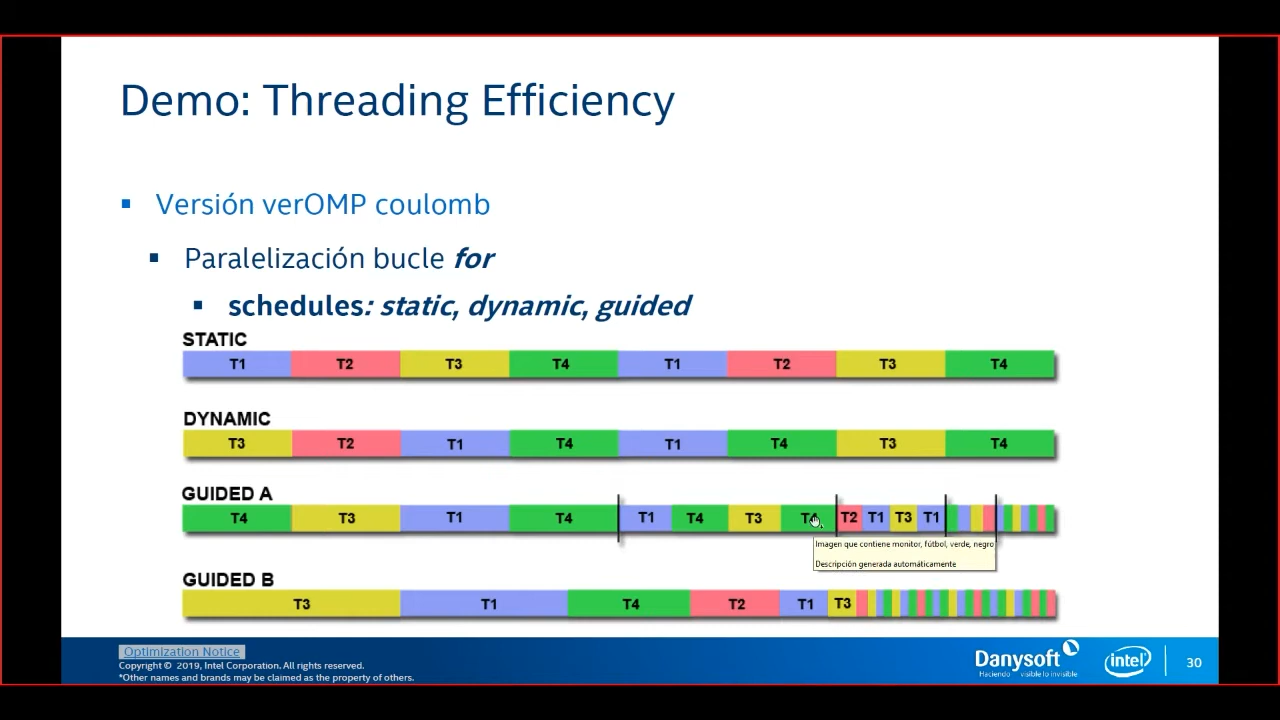 Demo: Threading Efficiency
Versión verOMP coulomb
Paralelización bucle for
schedules: static, dynamic, guided
STATIC
T1 T2 T3 T4 T1 T2 T3 T4
DYNAMIC
T3 T2 T1 T4 T1 T4 T3 T4
GUIDED A
T4 T3 T1 T4 T1 T4 T3 T4 T2 T1 T3 T1
Imagen que contiene monitor, fútbol, verde, negro
Descripción generada automáticamente
GUIDED B
T3 T1 T4 T2 T1 T3
Optimization Notice
Copyright © 2019, Intel Corporation. All rights reserved.
*Other names and brands may be claimed as the property of others.
Danysoft
Haciendo visible lo invisible
intel
30